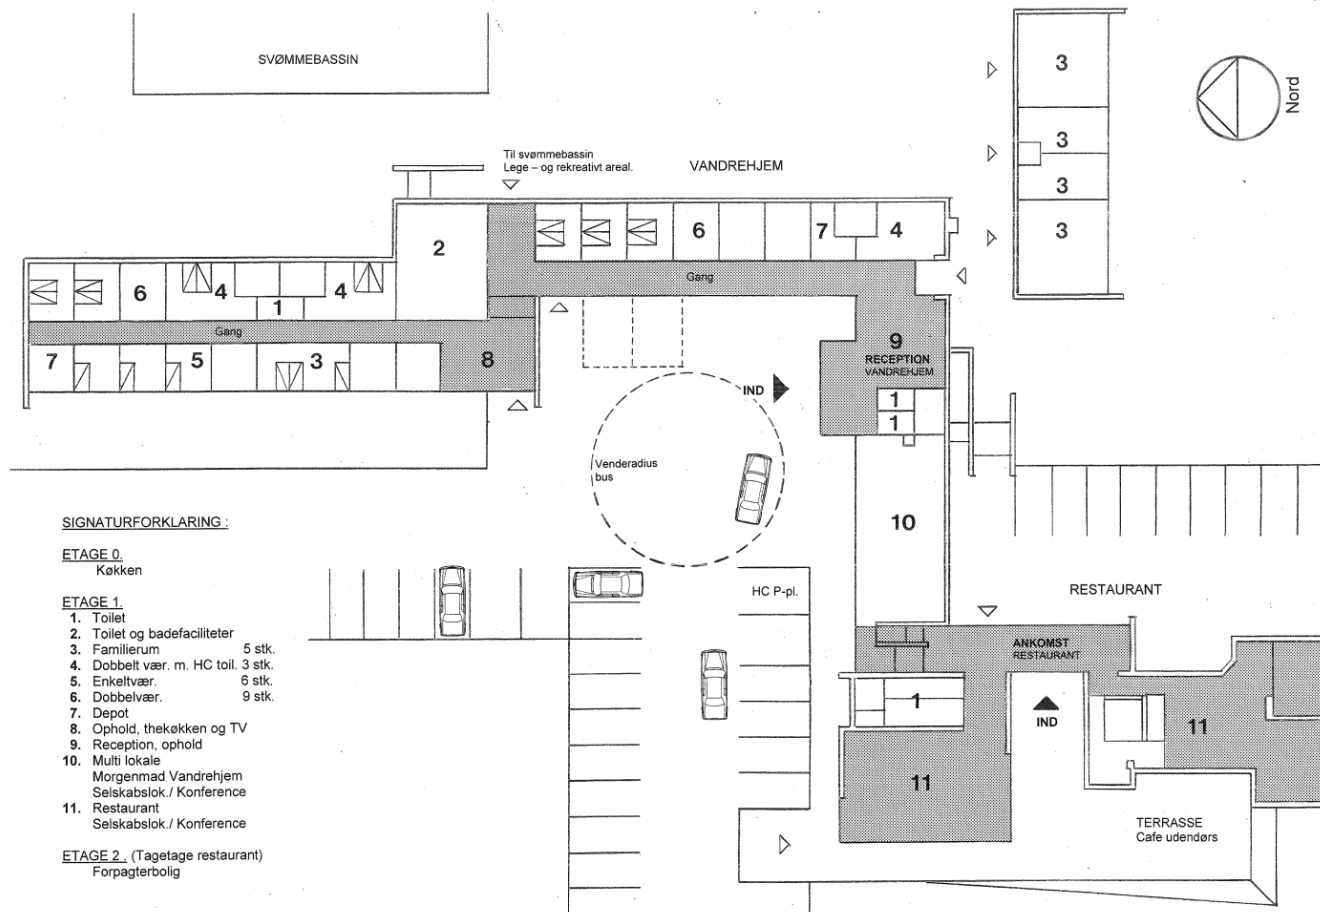 SVØMMEBASSIN
3
Nord
3
3
3
Til svømmebassin
Lege – og rekreativt areal.
VANDREHJEM
2
6
7
4
Gang
6
4
4
1
Gang
7
5
3
8
9
RECEPTION
VANDREHJEM
1
1
IND
Venderadius
bus
10
SIGNATURFORKLARING :
ETAGE 0.
Køkken
ETAGE 1.
1. Toilet
2. Toilet og badefaciliteter
3. Familierum 5 stk.
4. Dobbelt vær. m. HC toil. 3 stk.
5. Enkeltvær. 6 stk.
6. Dobbelvær. 9 stk.
7. Depot
8. Ophold, thekøkken og TV
9. Reception, ophold
10. Multi lokale
Morgenmad Vandrehjem
Selskabslok./ Konference
11. Restaurant
Selskabslok./ Konference
ETAGE 2 . (Tagetage restaurant)
Forpagterbolig
HC P-pl.
RESTAURANT
ANKOMST
RESTAURANT
1
IND
11
11
TERRASSE
Cafe udendørs